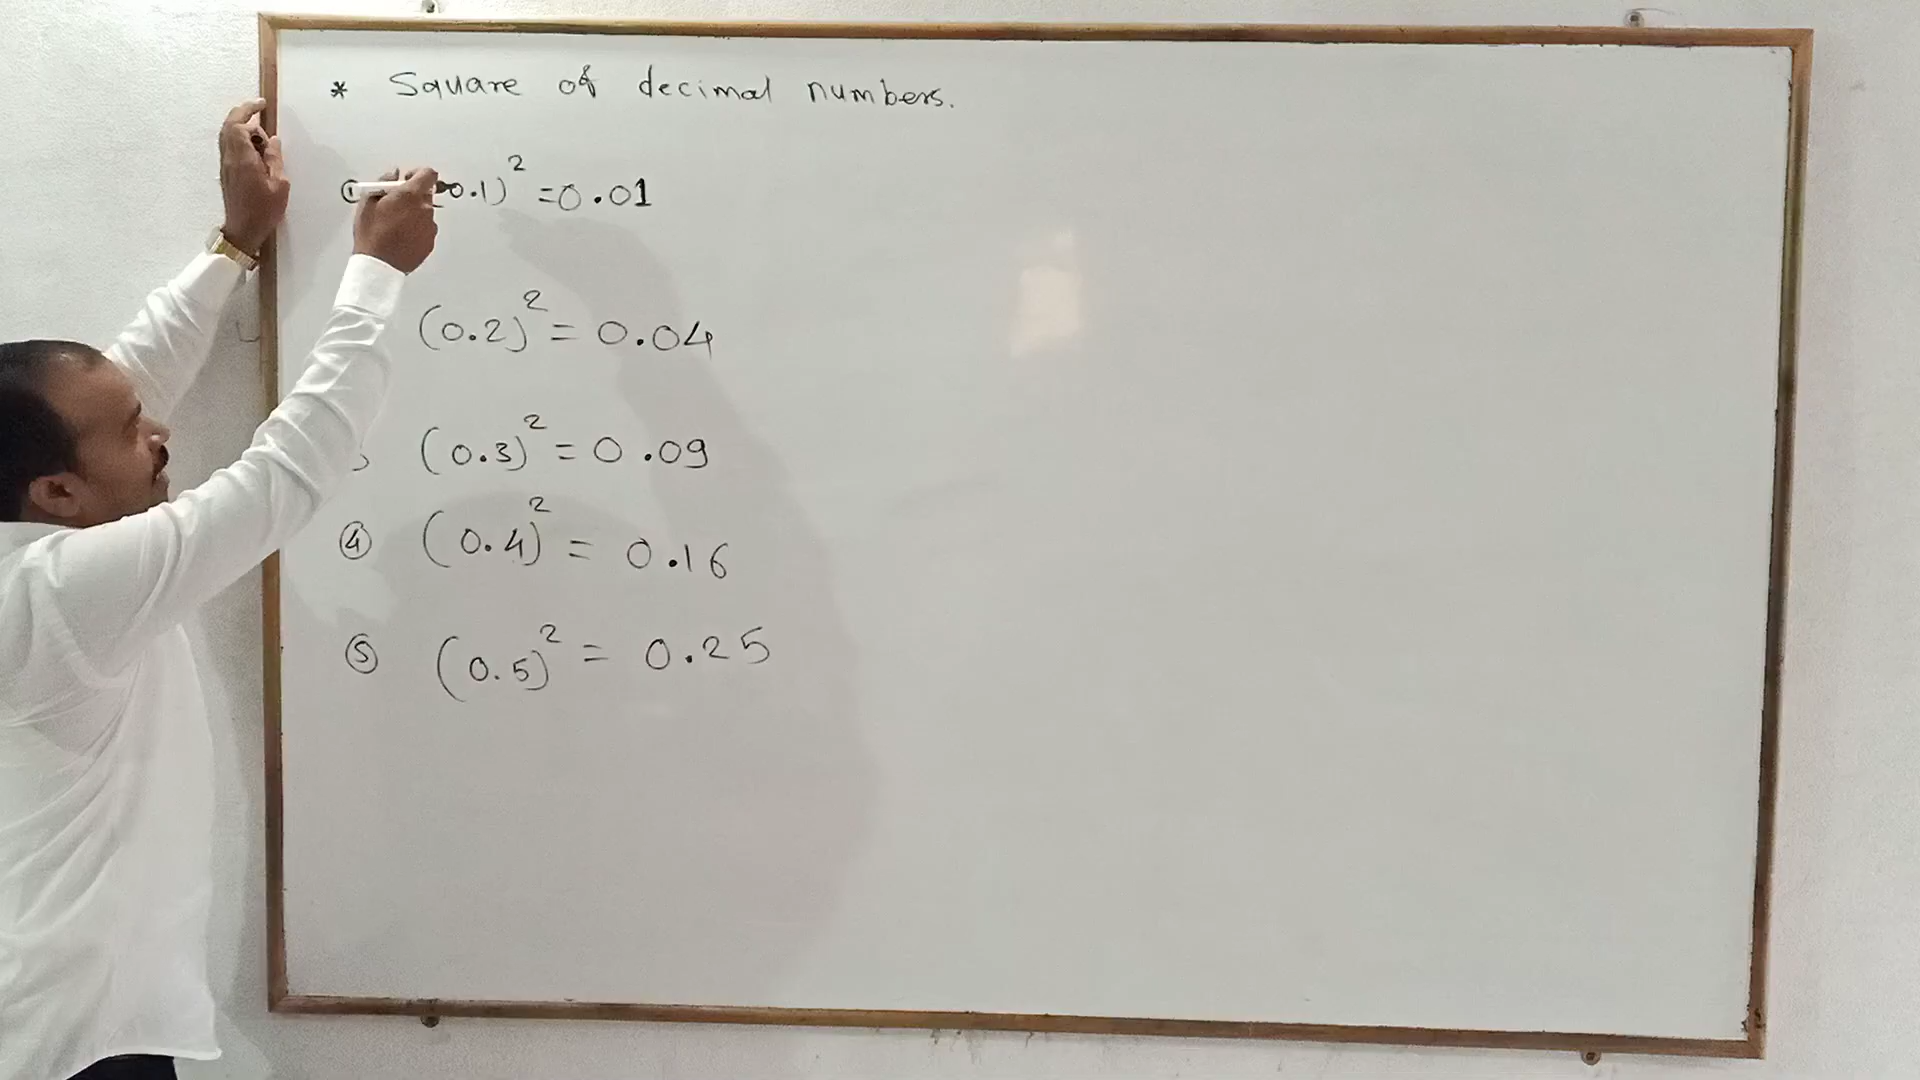 * Square of decimal numbers.
① (0.1)² = 0.01
(0.2)² = 0.04
(0.3)² = 0.09
④ (0.4)² = 0.16
⑤ (0.5)² = 0.25